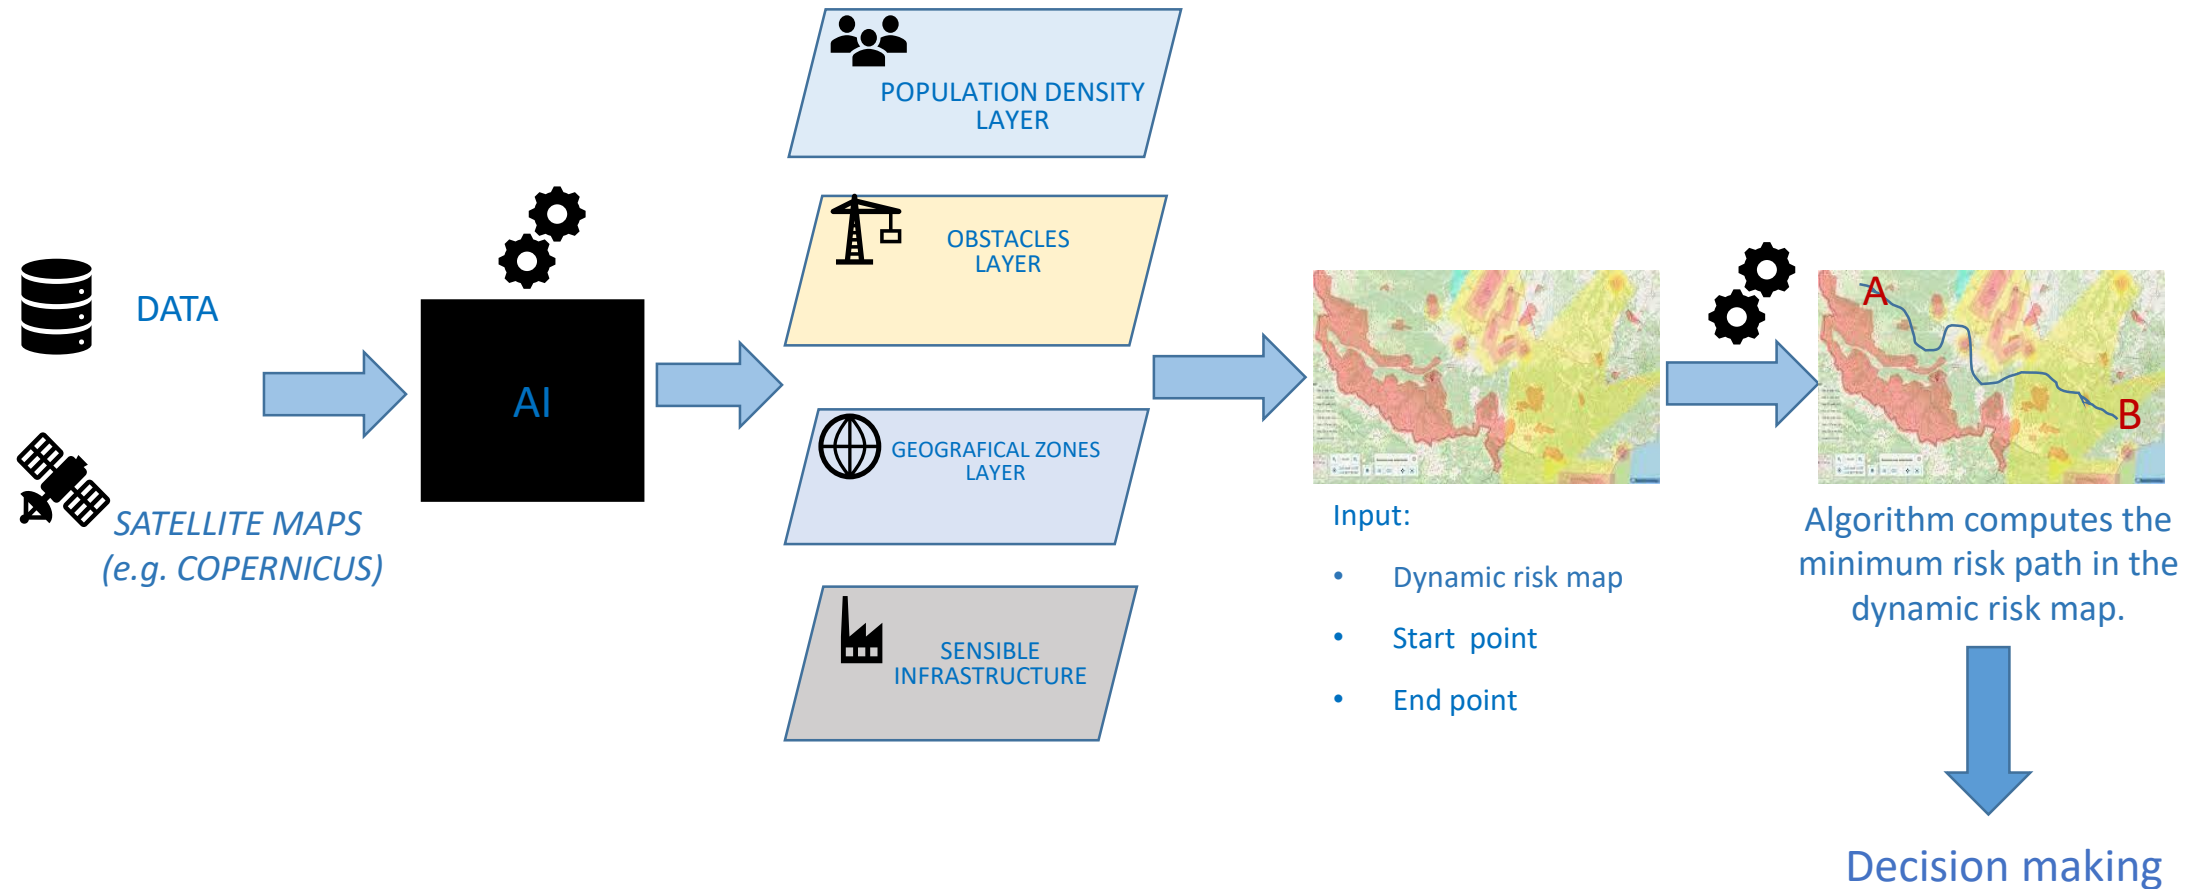 DATA
SATELLITE MAPS
(e.g. COPERNICUS)
AI
POPULATION DENSITY
LAYER
OBSTACLES
LAYER
GEOGRAFICAL ZONES
LAYER
SENSIBLE
INFRASTRUCTURE
Input:
• Dynamic risk map
• Start point
• End point
A
B
Algorithm computes the
minimum risk path in the
dynamic risk map.
Decision making